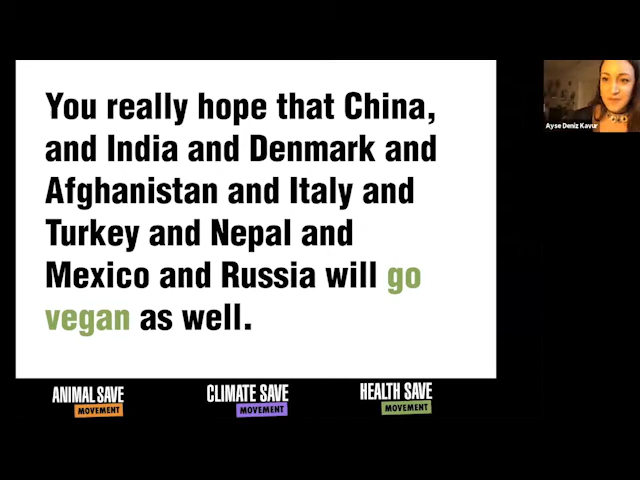 You really hope that China,
and India and Denmark and
Afghanistan and Italy and
Turkey and Nepal and
Mexico and Russia will go
vegan as well.
Ayse Deniz Kavur
ANIMAL SAVE
MOVEMENT
CLIMATE SAVE
MOVEMENT
HEALTH SAVE
MOVEMENT